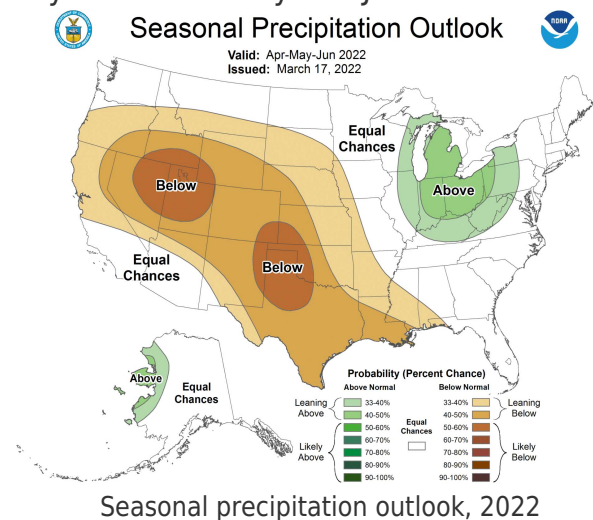 Seasonal Precipitation Outlook
NOAA
Valid: Apr-May-Jun 2022
Issued: March 17, 2022
Equal
Chances
Above
Below
Below
Equal
Chances
Above
Equal
Chances
Probability (Percent Chance)
Above Normal
Below Normal
Leaning
Above
33-40%
40-50%
Likely
Above
50-60%
60-70%
70-80%
80-90%
90-100%
Equal
Chances
33-40%
40-50%
Leaning
Below
50-60%
60-70%
70-80%
80-90%
90-100%
Likely
Below
Seasonal precipitation outlook, 2022